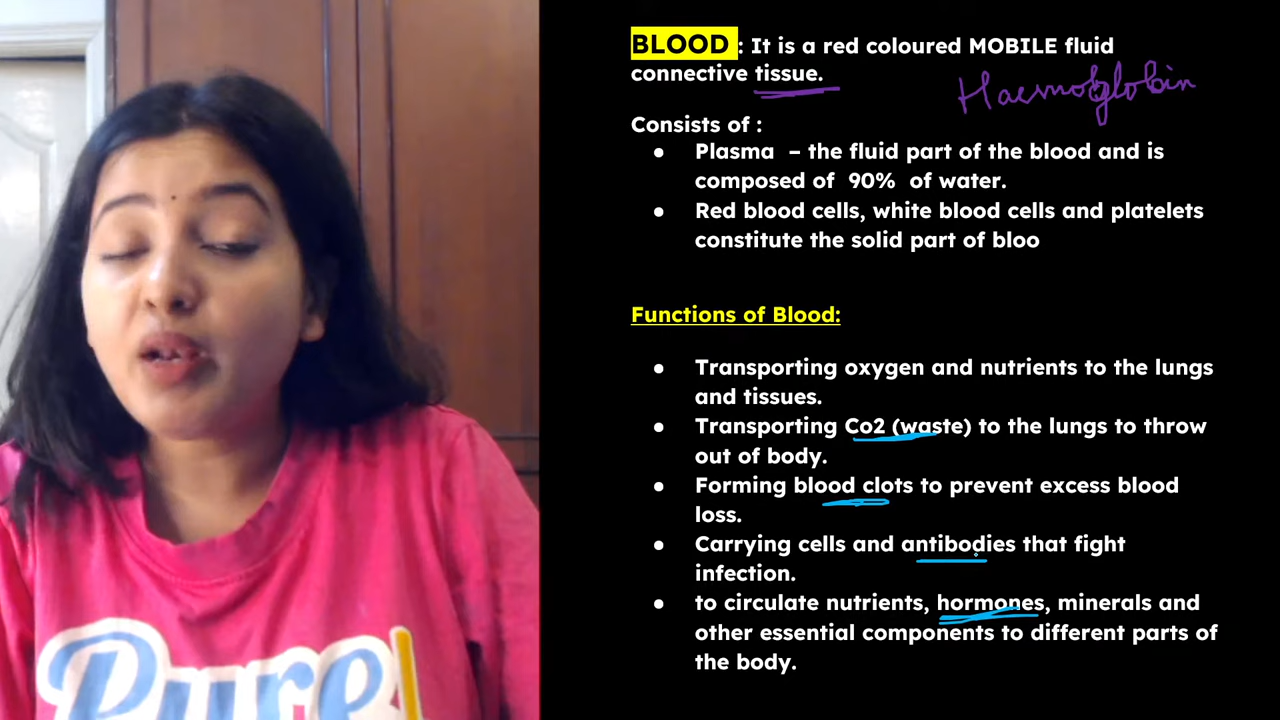 BLOOD : It is a red coloured MOBILE fluid
connective tissue.
Haemoglobin
Consists of :
● Plasma – the fluid part of the blood and is
composed of 90% of water.
● Red blood cells, white blood cells and platelets
constitute the solid part of bloo
Functions of Blood:
● Transporting oxygen and nutrients to the lungs
and tissues.
● Transporting Co2 (waste) to the lungs to throw
out of body.
● Forming blood clots to prevent excess blood
loss.
● Carrying cells and antibodies that fight
infection.
● to circulate nutrients, hormones, minerals and
other essential components to different parts of
the body.
Pure